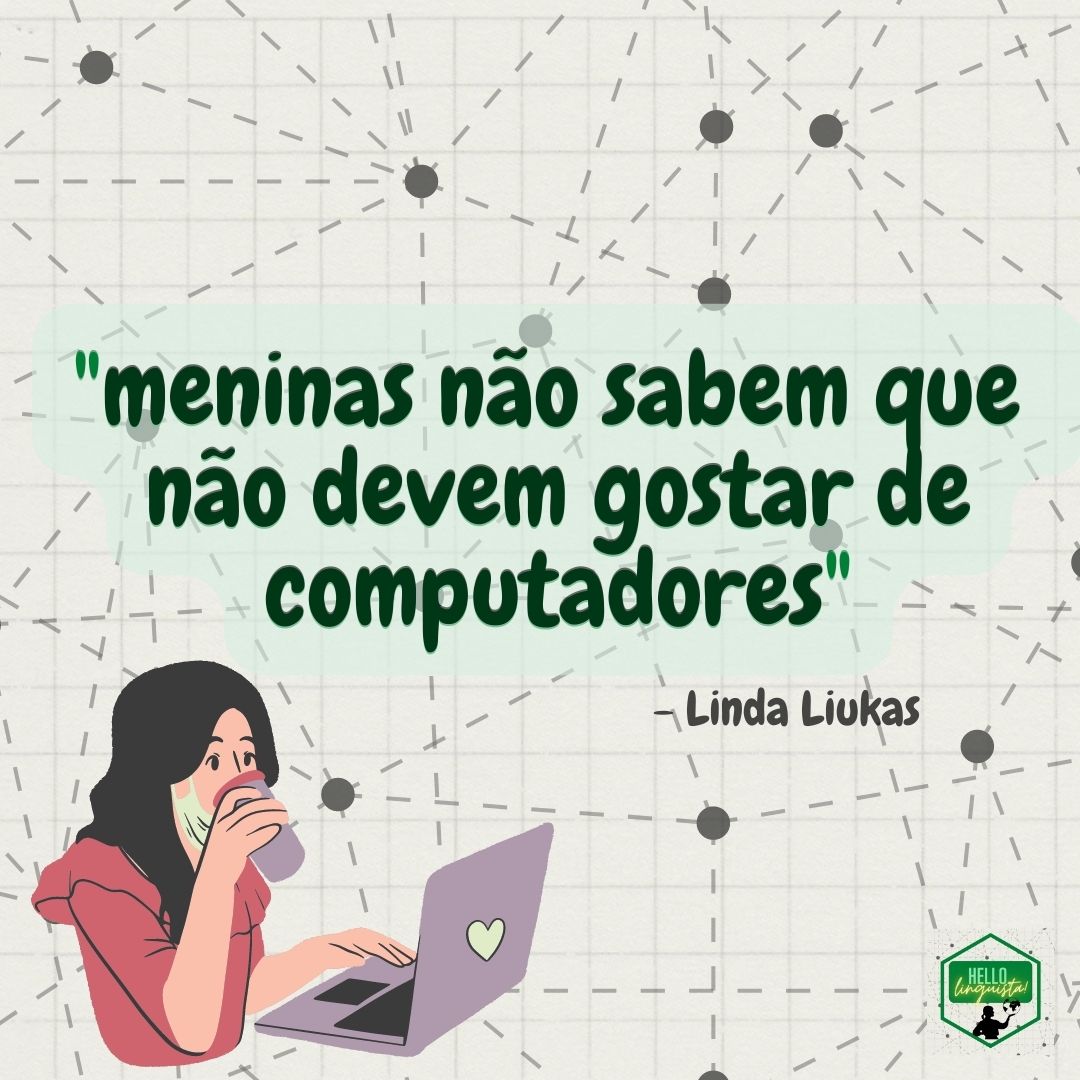 "meninas não sabem que
não devem gostar de
computadores"
– Linda Liukas
HELLO
linguista!